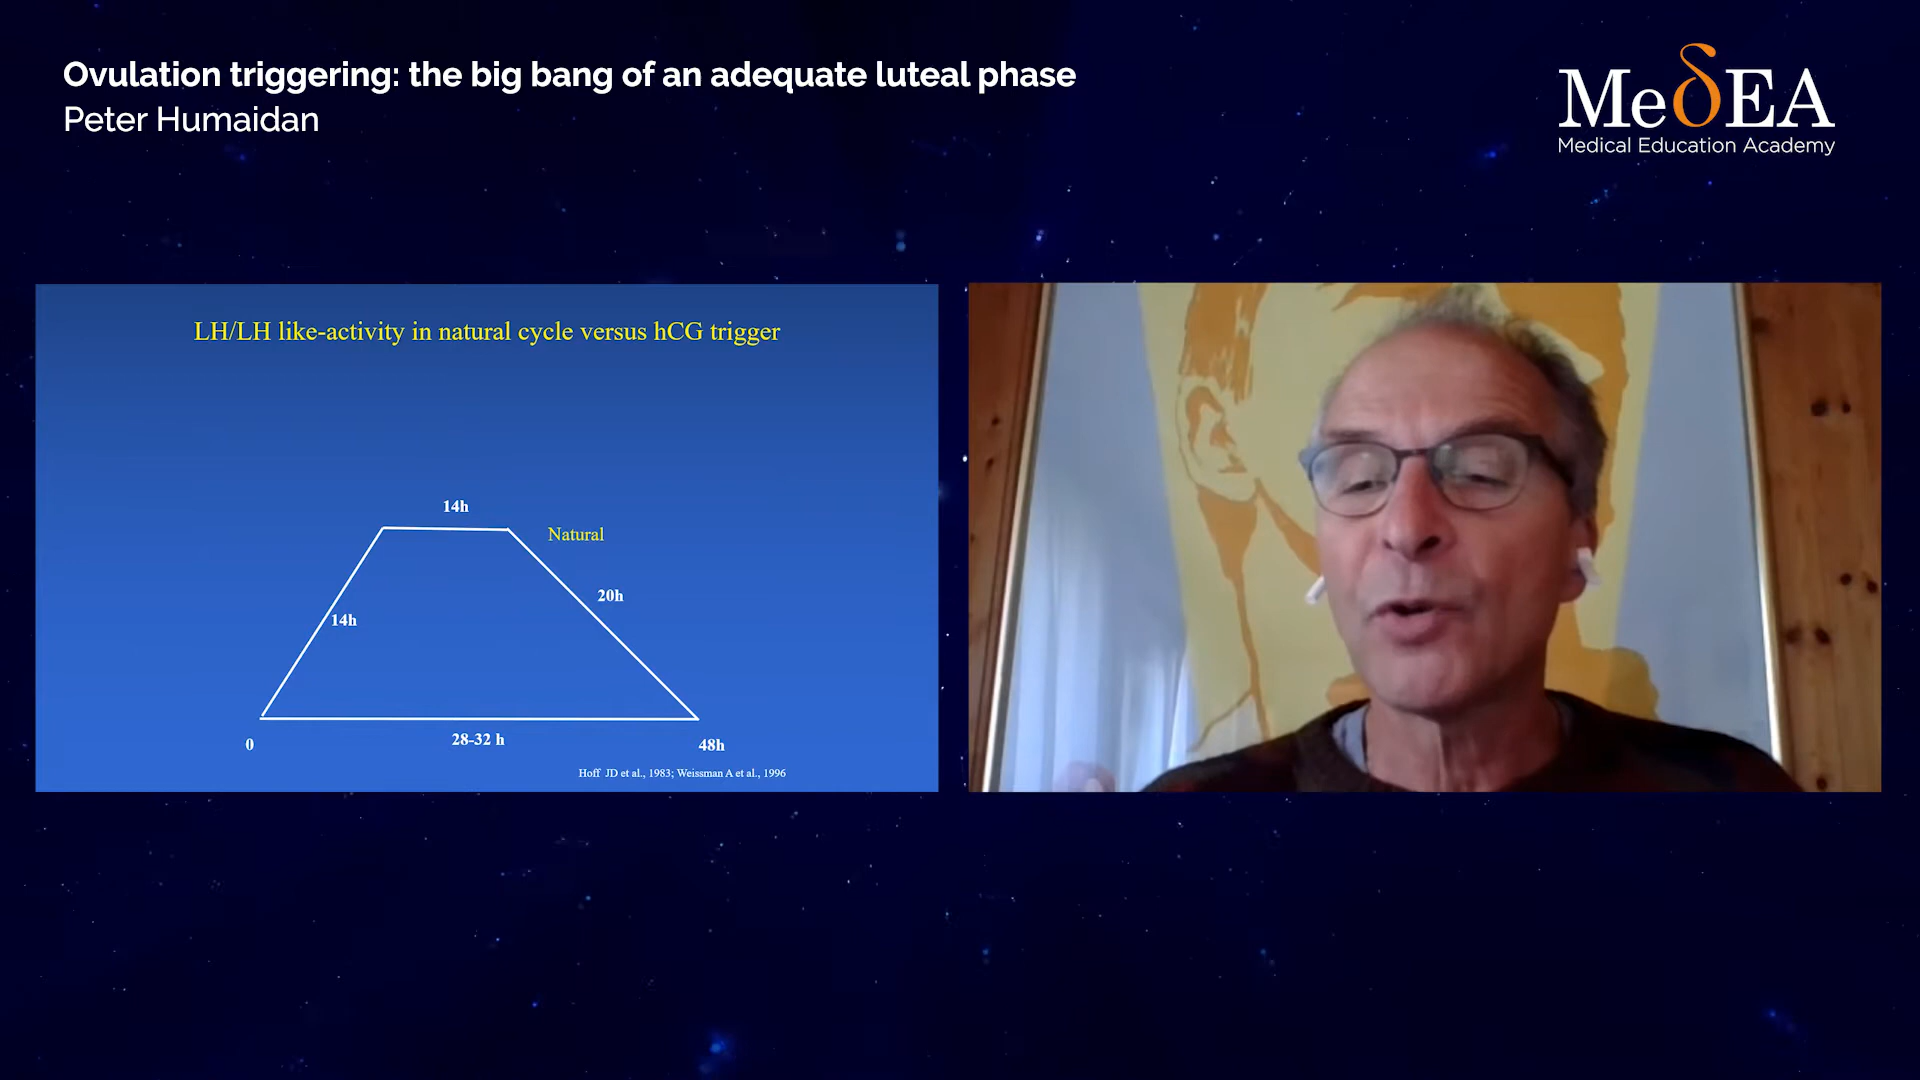 Ovulation triggering: the big bang of an adequate luteal phase
Peter Humaidan
MeδEA
Medical Education Academy
LH/LH like-activity in natural cycle versus hCG trigger
14h
Natural
20h
14h
28-32 h
0
48h
Hoff JD et al., 1983; Weissman A et al., 1996